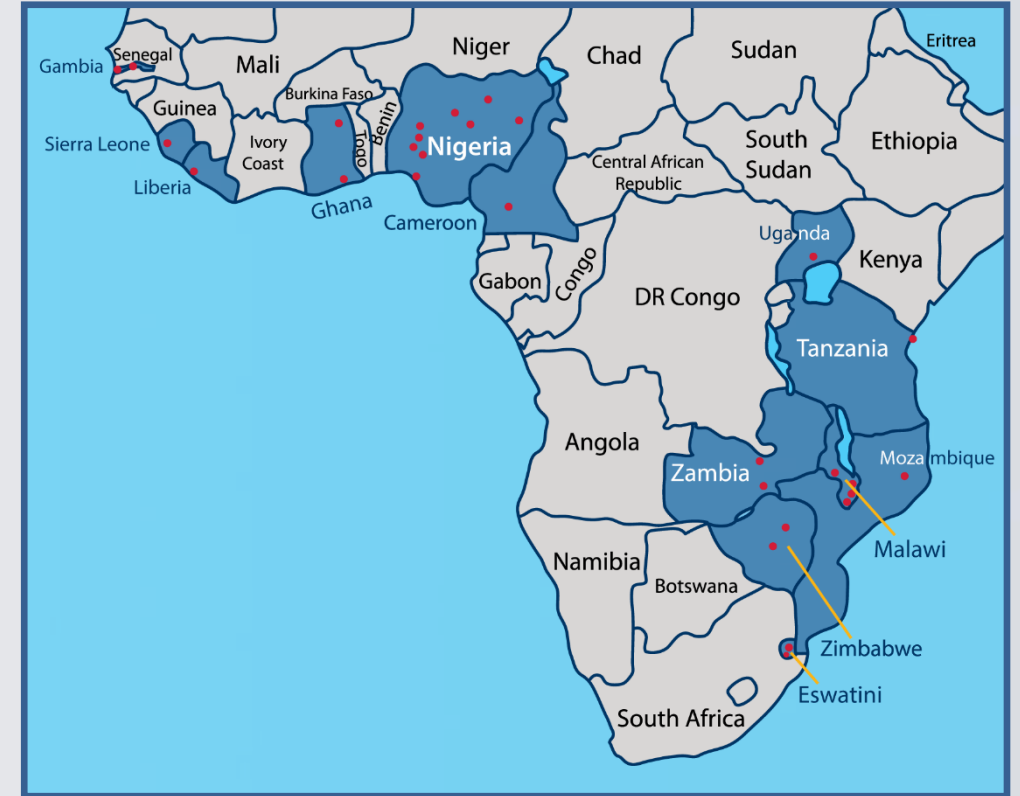 Eritrea
Niger
Sudan
Senegal
Chad
Gambia
Mali
Burkina Faso
Guinea
Benin
Ivory
Coast
Togo
Nigeria
South
Sudan
Ethiopia
Sierra Leone
Central African
Republic
Liberia
Ghana
Cameroon
Uganda
Kenya
Gabon
Congo
DR Congo
Tanzania
Angola
Zambia
Mozambique
Malawi
Namibia
Botswana
Zimbabwe
Eswatini
South Africa